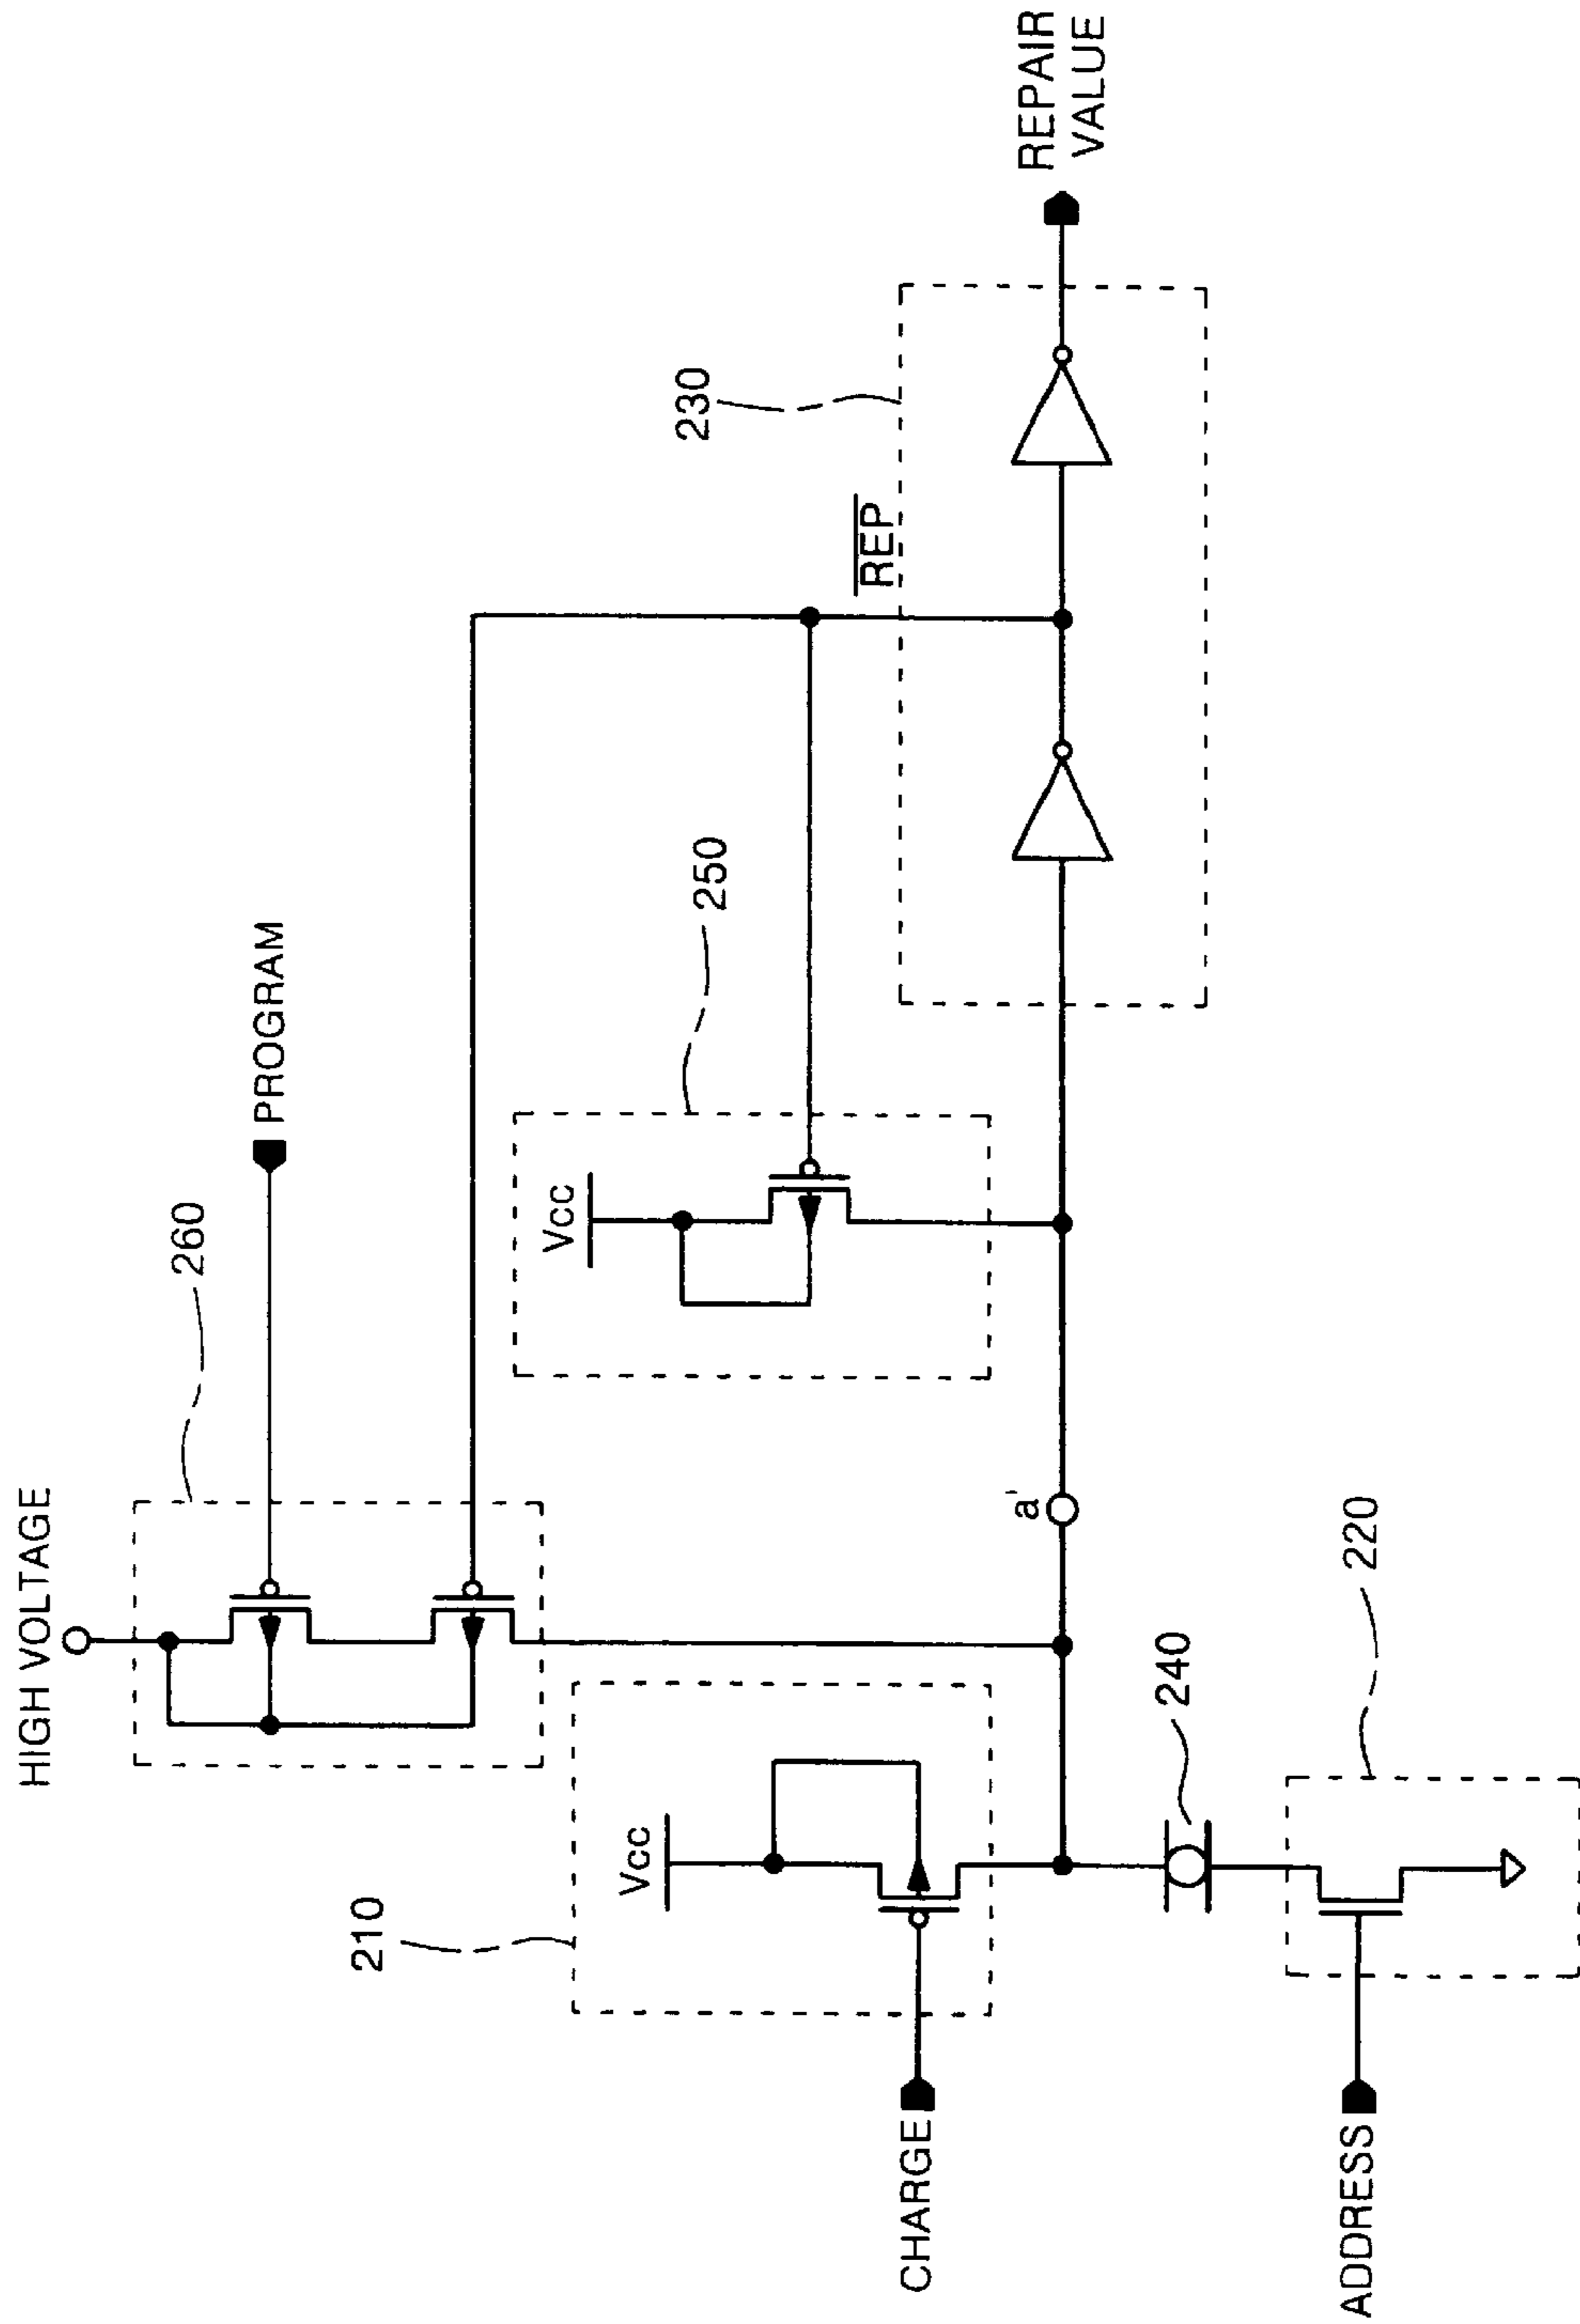 HIGH VOLTAGE
260
PROGRAM
210
Vcc
Vcc
250
230
REP
CHARGE
a'
REPAIR
VALUE
240
220
ADDRESS